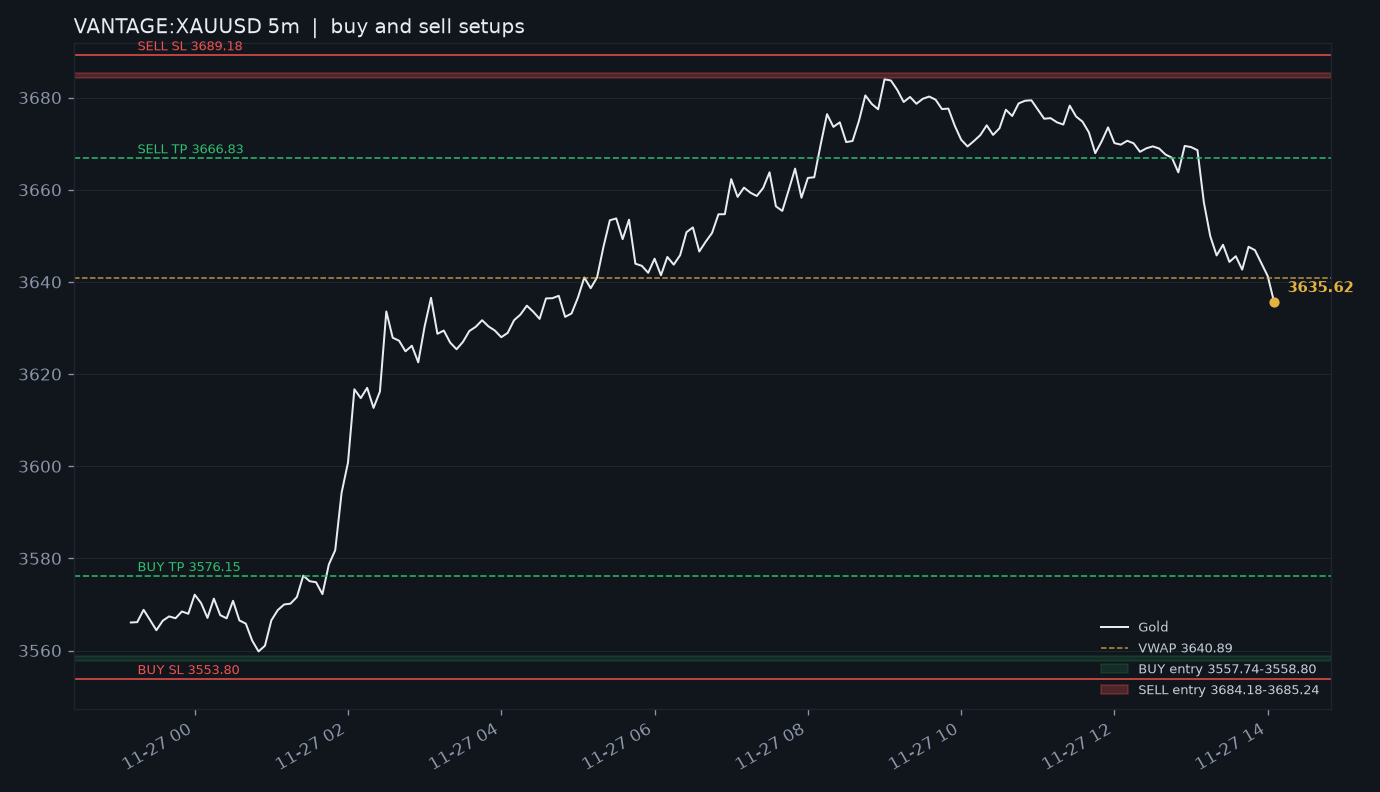 VANTAGE:XAUUSD 5m | buy and sell setups
SELL SL 3689.18
3680
SELL TP 3666.83
3660
3640
3635.62
3620
3600
3580
BUY TP 3576.15
3560
BUY SL 3553.80
Gold
VWAP 3640.89
BUY entry 3557.74-3558.80
SELL entry 3684.18-3685.24
11-27 00
11-27 02
11-27 04
11-27 06
11-27 08
11-27 10
11-27 12
11-27 14